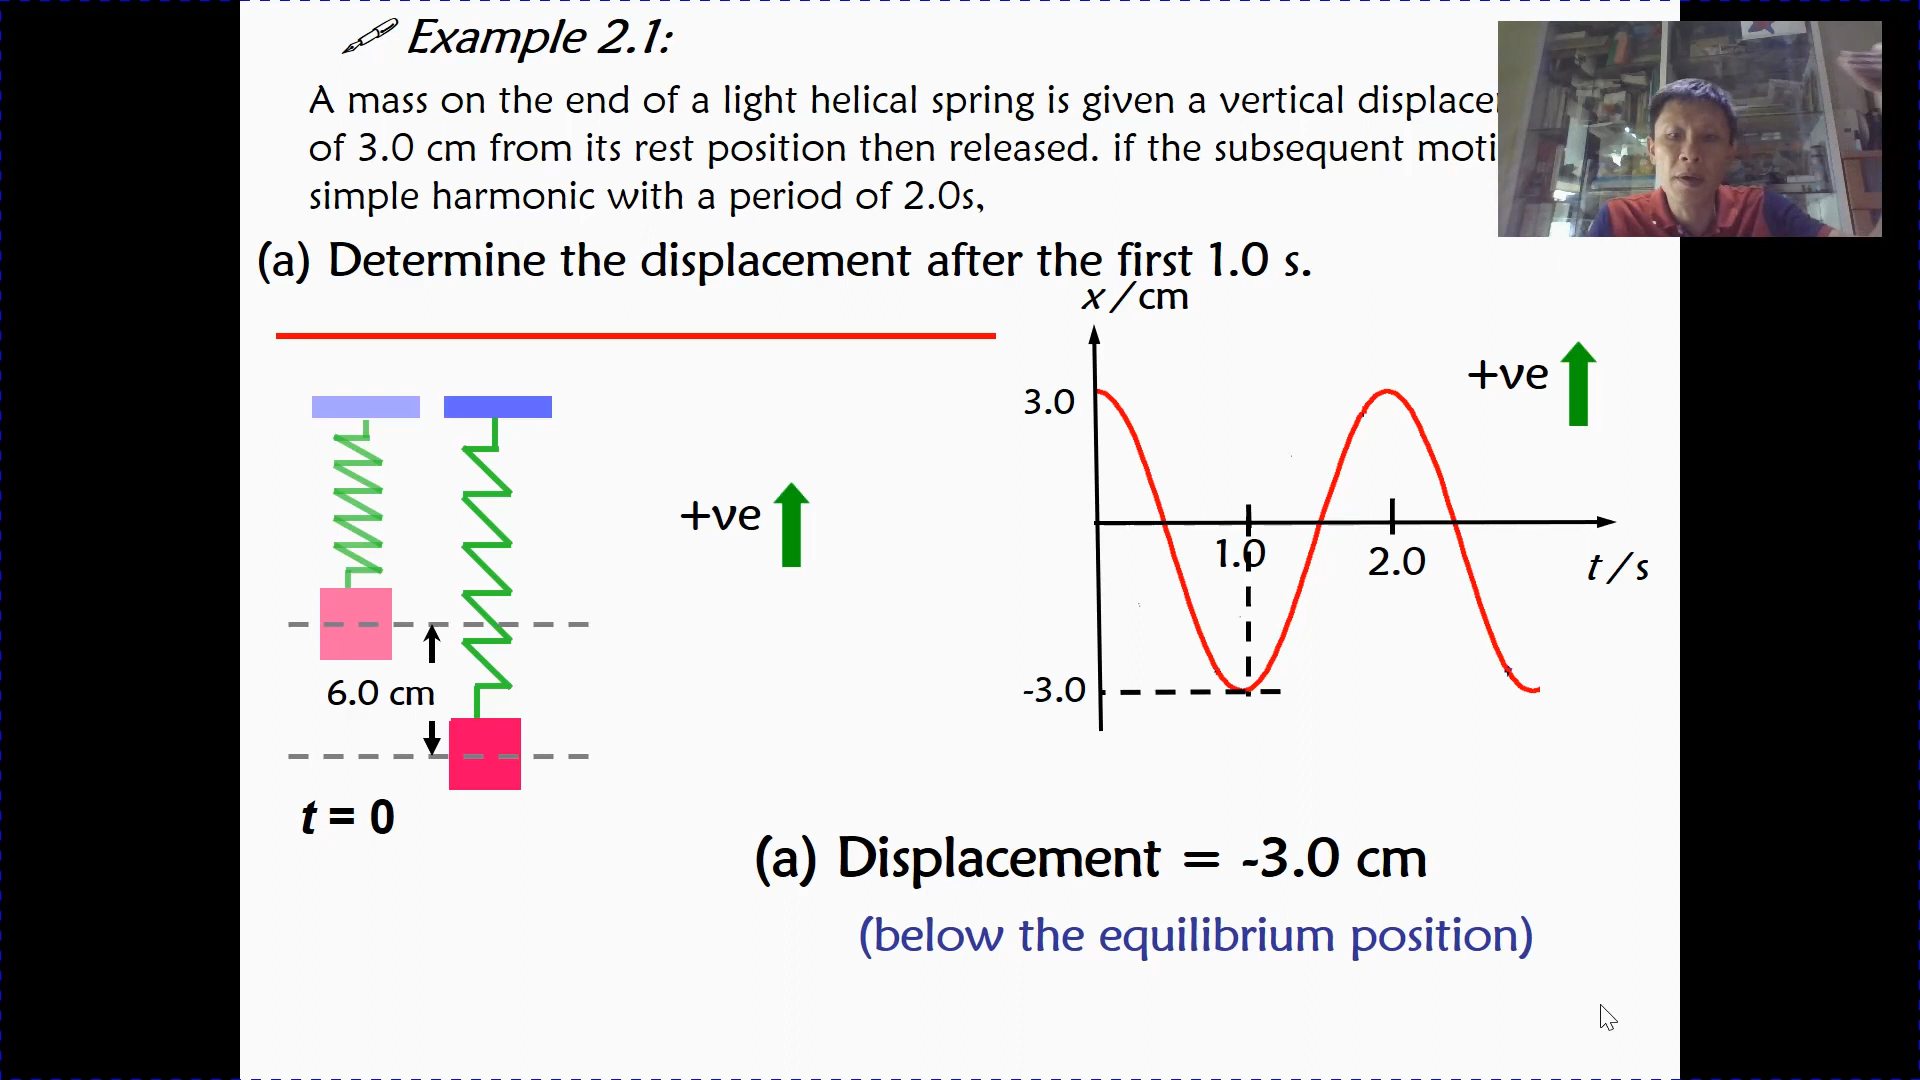 Example 2.1:
A mass on the end of a light helical spring is given a vertical
of 3.0 cm from its rest position then released. if the subsequent
simple harmonic with a period of 2.0s,
(a) Determine the displacement after the first 1.0 s.
x / cm
+ve
3.0
+ve
1.0
2.0
t / s
6.0 cm
-3.0
t = 0
(a) Displacement = -3.0 cm
(below the equilibrium position)